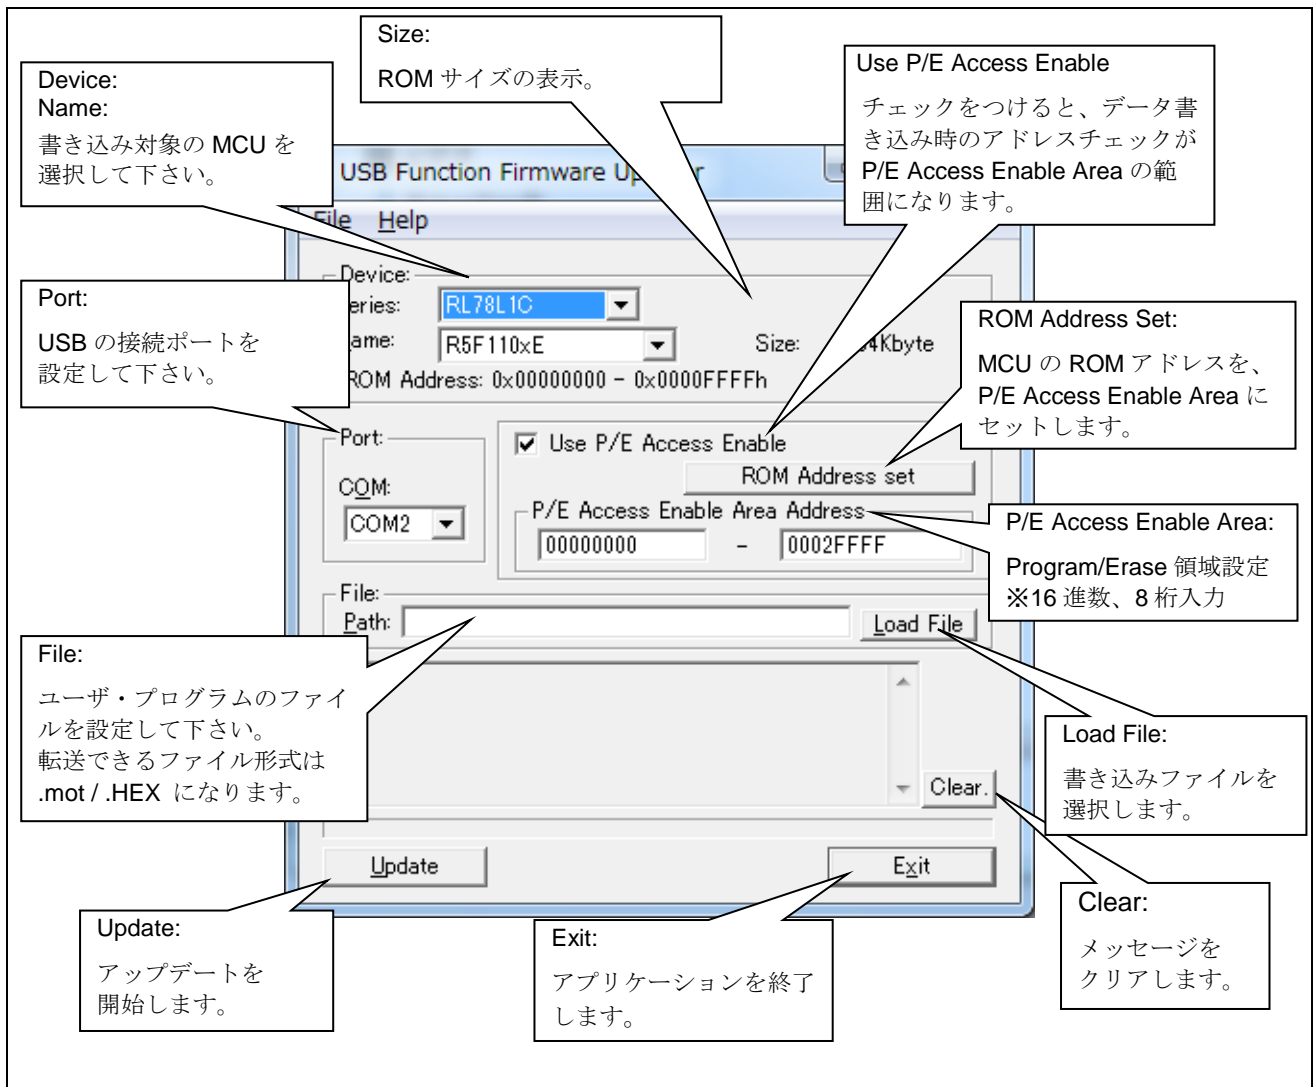 Size:
ROM サイズの表示。
Use P/E Access Enable
チェックをつけると、データ書
き込み時のアドレスチェックが
P/E Access Enable Area の範
囲になります。
Device:
Name:
書き込み対象の MCU を
選択して下さい。
USB Function Firmware
File Help
Device:
RL78L1C
R5F110xE
Size:
ROM Address: 0x00000000 - 0x0000FFFFh
Port:
USB の接続ポートを
設定して下さい。
ROM Address Set:
MCU の ROM アドレスを、
P/E Access Enable Area に
セットします。
Port:
COM:
COM2
Use P/E Access Enable
ROM Address set
P/E Access Enable Area Address
00000000 - 0002FFFF
P/E Access Enable Area:
Program/Erase 領域設定
※16 進数、8 桁入力
File:
Path:
Load File
File:
ユーザ・プログラムのファイ
ルを設定して下さい。
転送できるファイル形式は
.mot / .HEX になります。
Load File:
書き込みファイルを
選択します。
Clear.
Update
Exit
Update:
アップデートを
開始します。
Exit:
アプリケーションを終了
します。
Clear:
メッセージを
クリアします。